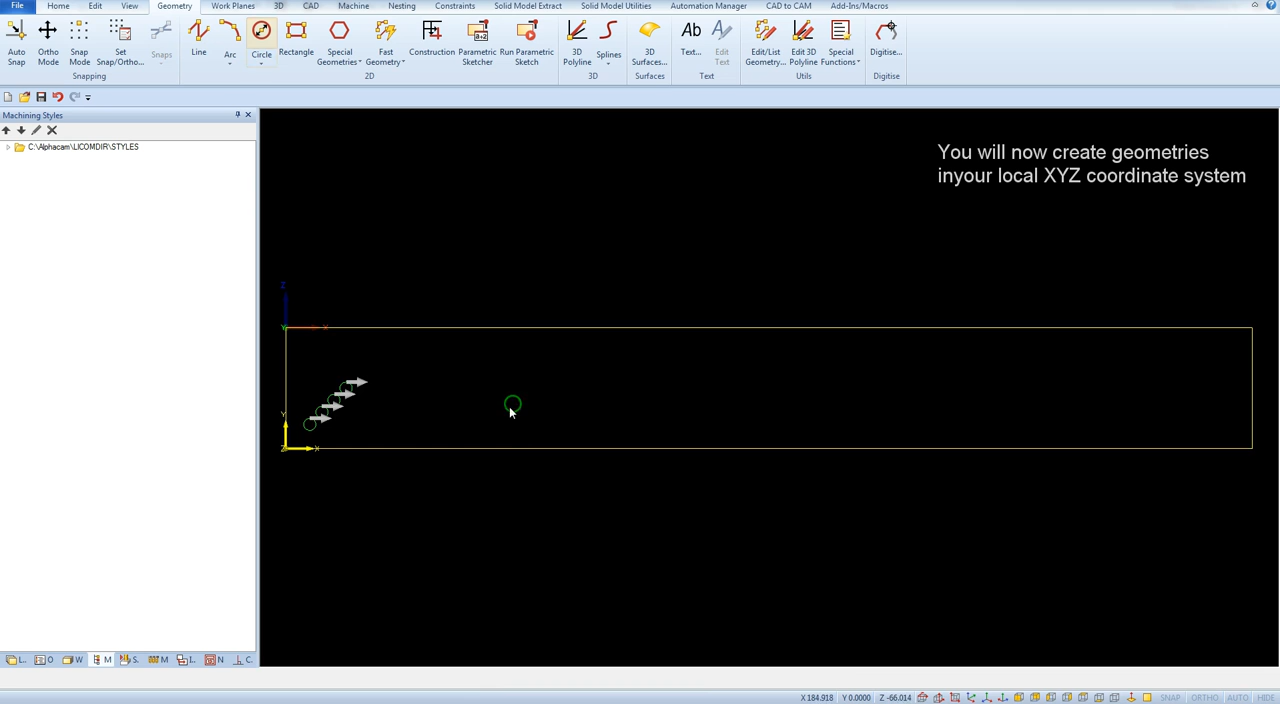 File Home Edit View Geometry Work Planes 3D CAD Machine Nesting Constraints Solid Model Extract Solid Model Utilities Automation Manager CAD to CAM Add-Ins/Macros
Auto Snap
Ortho Mode
Snap Mode
Set Snap/Ortho...
Snaps
Line
Arc
Circle
Rectangle
Special Geometries
Fast Geometry
Construction
Parametric Sketcher
Run Parametric Sketch
3D Polyline
Splines
3D Surfaces...
Ab
Text...
Edit Text
Edit/List Geometry...
Edit 3D Polyline
Special Functions
Digitise...
Snapping 2D 3D Surfaces Text Utils Digitise
Machining Styles
C:\Alphacam\LICOMDIR\STYLES
You will now create geometries
inyour local XYZ coordinate system
Z
Y X
Y
Z X
L.. O W M S. M I.. N C.
X 184.918 Y 0.0000 Z -66.014 SNAP ORTHO AUTO HIDE